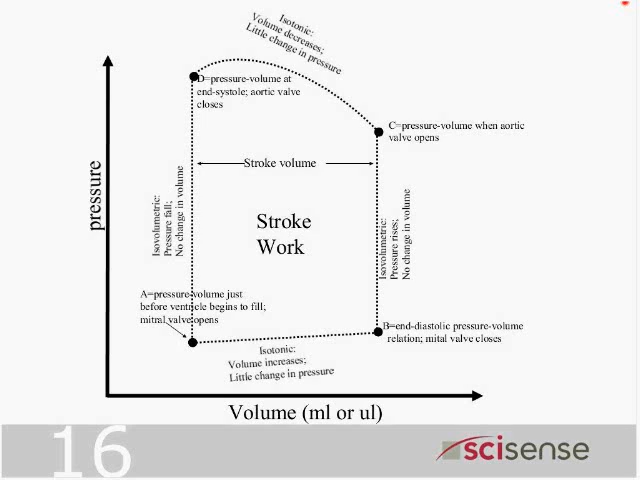 Isotonic:
Volume decreases;
Little change in pressure
D=pressure-volume at
end-systole; aortic valve
closes
C=pressure-volume when aortic
valve opens
Stroke volume
pressure
Isovolumetric:
Pressure fall;
No change in volume
Stroke
Work
Isovolumetric:
Pressure rises;
No change in volume
A=pressure-volume just
before ventricle begins to fill;
mitral valve opens
B=end-diastolic pressure-volume
relation; mital valve closes
Isotonic:
Volume increases;
Little change in pressure
Volume (ml or ul)
16
scisense